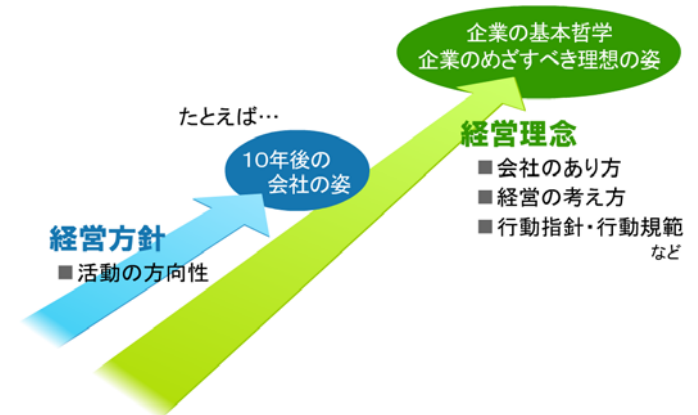 企業の基本哲学
企業のめざすべき理想の姿
たとえば…
10年後の
会社の姿
経営理念
■会社のあり方
■経営の考え方
■行動指針・行動規範
など
経営方針
■活動の方向性